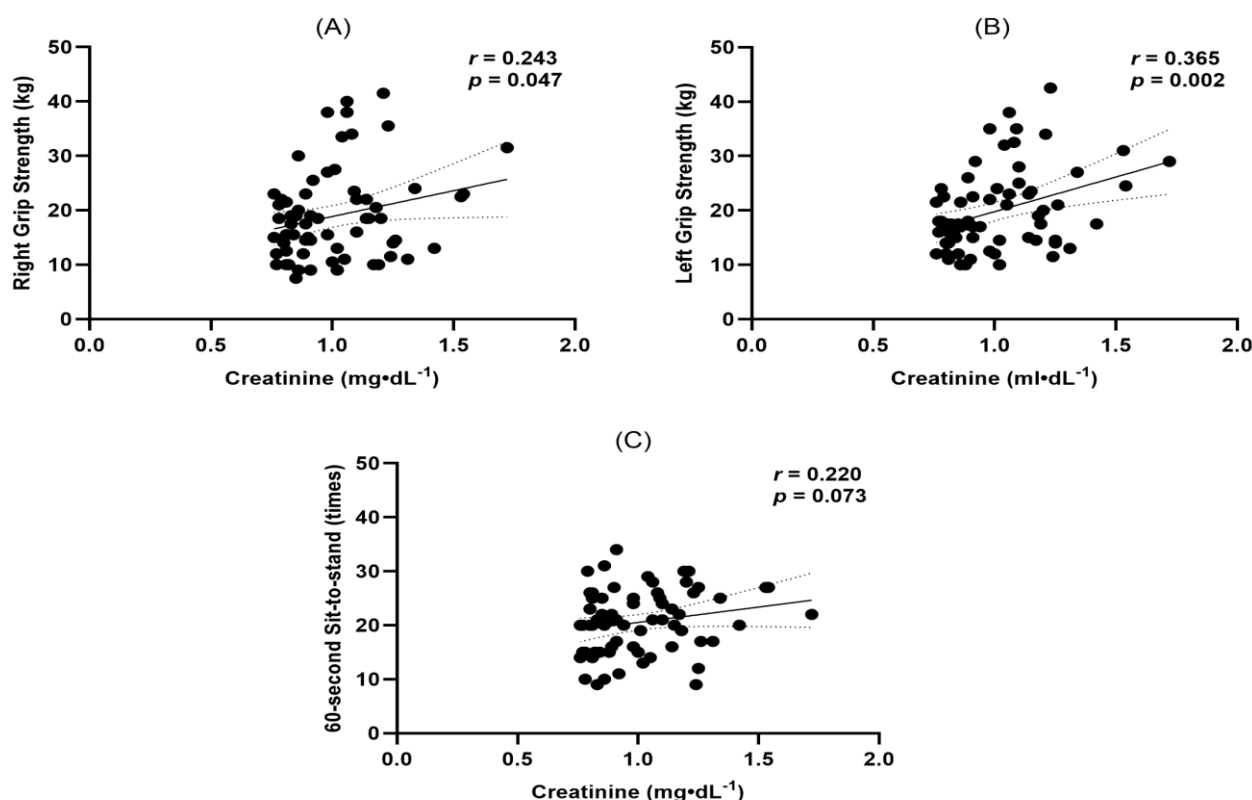 (A)
r = 0.243
p = 0.047
Right Grip Strength (kg)
50
40
30
20
10
0
0.0 0.5 1.0 1.5 2.0
Creatinine (mg•dL⁻¹)
(B)
r = 0.365
p = 0.002
Left Grip Strength (kg)
50
40
30
20
10
0
0.0 0.5 1.0 1.5 2.0
Creatinine (ml•dL⁻¹)
(C)
r = 0.220
p = 0.073
60-second Sit-to-stand (times)
50
40
30
20
10
0
0.0 0.5 1.0 1.5 2.0
Creatinine (mg•dL⁻¹)